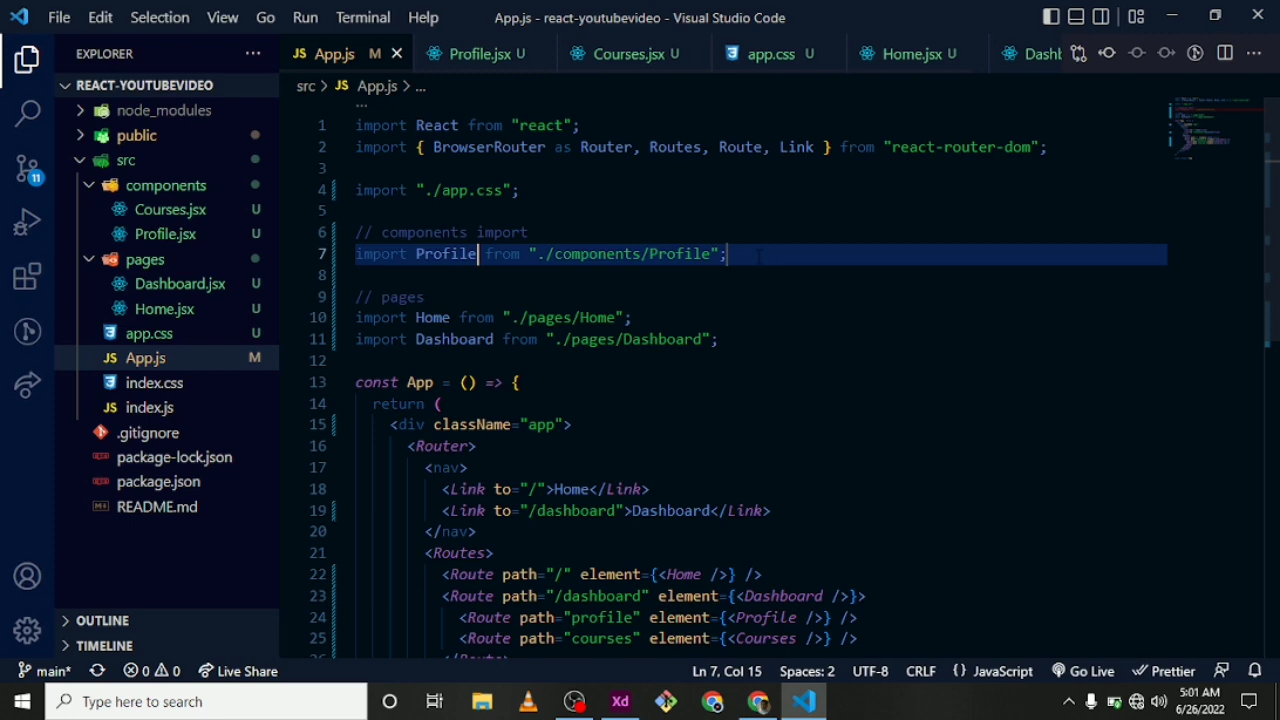 File Edit Selection View Go Run Terminal Help
App.js - react-youtubevideo - Visual Studio Code
EXPLORER
REACT-YOUTUBEVIDEO
node_modules
public
src
components
Courses.jsx U
Profile.jsx U
pages
Dashboard.jsx U
Home.jsx U
app.css U
App.js M
index.css
index.js
.gitignore
package-lock.json
package.json
README.md
OUTLINE
TIMELINE
11
JS App.js M
Profile.jsx U
Courses.jsx U
app.css U
Home.jsx U
Dashb
src > JS App.js > ...
1 import React from "react";
2 import { BrowserRouter as Router, Routes, Route, Link } from "react-router-dom";
3
4 import "./app.css";
5
6 // components import
7 import Profile from "./components/Profile";
8
9 // pages
10 import Home from "./pages/Home";
11 import Dashboard from "./pages/Dashboard";
12
13 const App = () => {
14 return (
15 <div className="app">
16 <Router>
17 <nav>
18 <Link to="/">Home</Link>
19 <Link to="/dashboard">Dashboard</Link>
20 </nav>
21 <Routes>
22 <Route path="/" element={<Home />} />
23 <Route path="/dashboard" element={<Dashboard />}>
24 <Route path="profile" element={<Profile />} />
25 <Route path="courses" element={<Courses />} />
main* 0 0 Live Share
Ln 7, Col 15 Spaces: 2 UTF-8 CRLF {} JavaScript Go Live Prettier
Type here to search
Xd
5:01 AM
6/26/2022